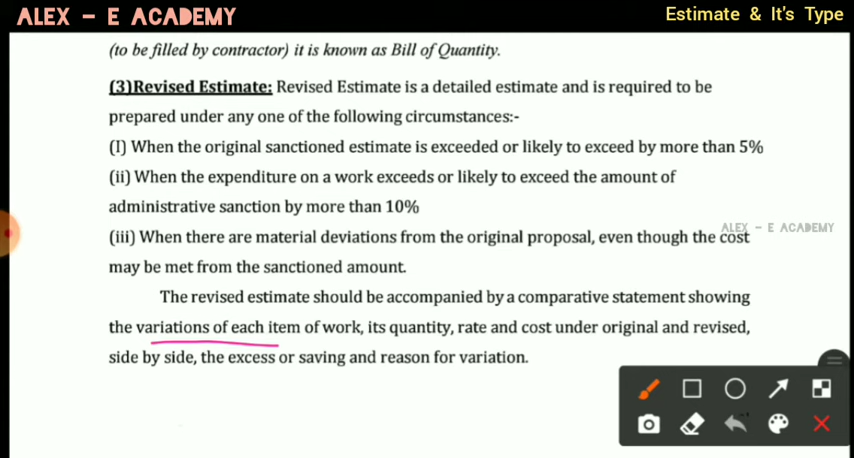 ALEX - E ACADEMY
Estimate & It's Type
(to be filled by contractor) it is known as Bill of Quantity.
(3)Revised Estimate: Revised Estimate is a detailed estimate and is required to be
prepared under any one of the following circumstances:-
(I) When the original sanctioned estimate is exceeded or likely to exceed by more than 5%
(ii) When the expenditure on a work exceeds or likely to exceed the amount of
administrative sanction by more than 10%
ALEX - E ACADEMY
(iii) When there are material deviations from the original proposal, even though the cost
may be met from the sanctioned amount.
The revised estimate should be accompanied by a comparative statement showing
the variations of each item of work, its quantity, rate and cost under original and revised,
side by side, the excess or saving and reason for variation.